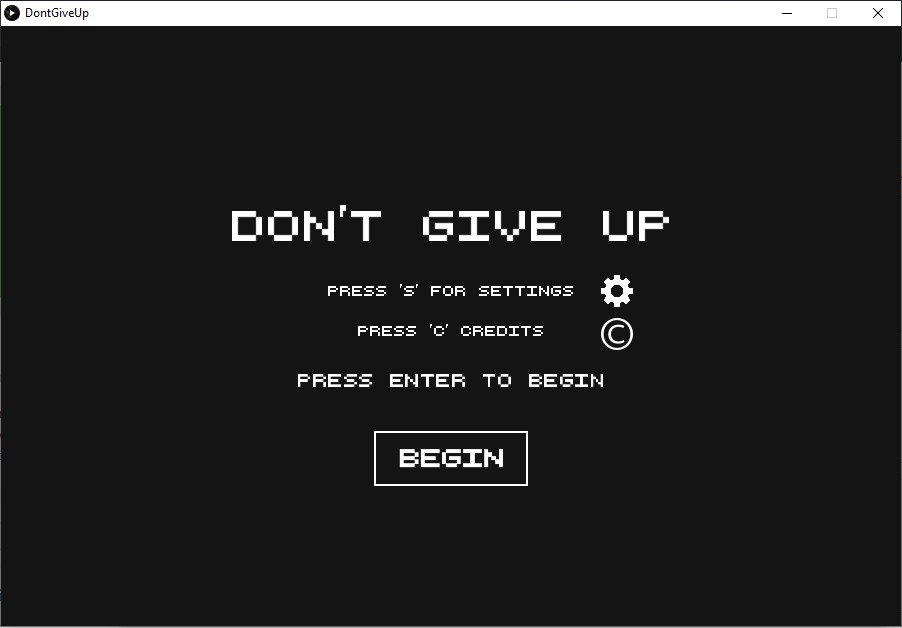 DontGiveUp
DON'T GIVE UP
PRESS 'S' FOR SETTINGS
PRESS 'C' CREDITS
©
PRESS ENTER TO BEGIN
BEGIN